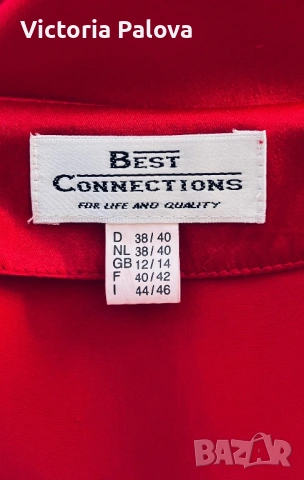 Victoria Palova
BEST
CONNECTIONS
FOR LIFE AND QUALITY
D 38/40
NL 38/40
GB 12/14
F 40/42
I 44/46
BAZAR
bg